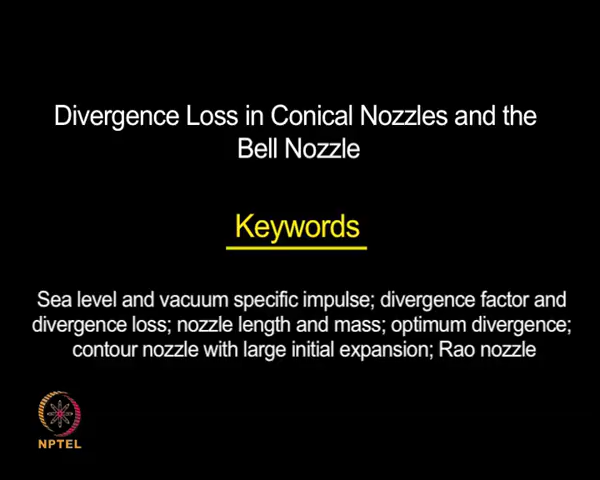 Divergence Loss in Conical Nozzles and the
Bell Nozzle
Keywords
Sea level and vacuum specific impulse; divergence factor and
divergence loss; nozzle length and mass; optimum divergence;
contour nozzle with large initial expansion; Rao nozzle
NPTEL